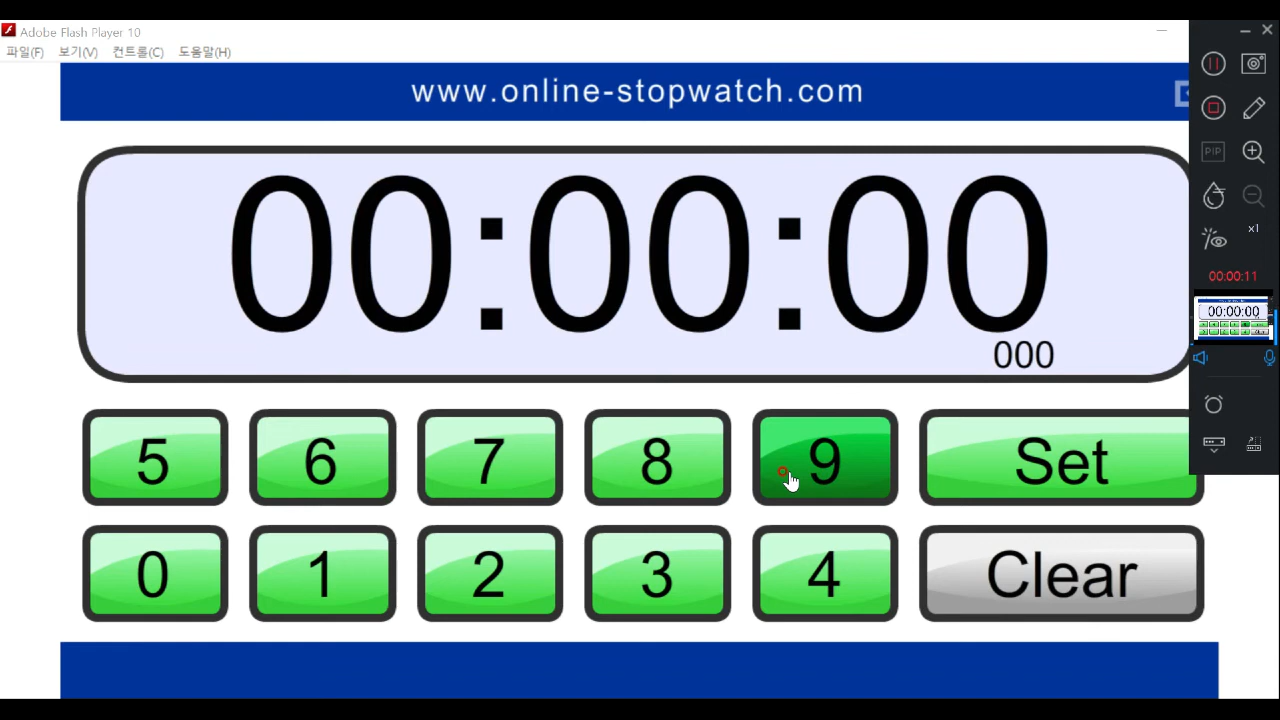 Adobe Flash Player 10
파일(F) 보기(V) 컨트롤(C) 도움말(H)
www.online-stopwatch.com
00:00:00
000
5 6 7 8 9 Set
0 1 2 3 4 Clear
PIP
x1
00:00:11
00:00:00